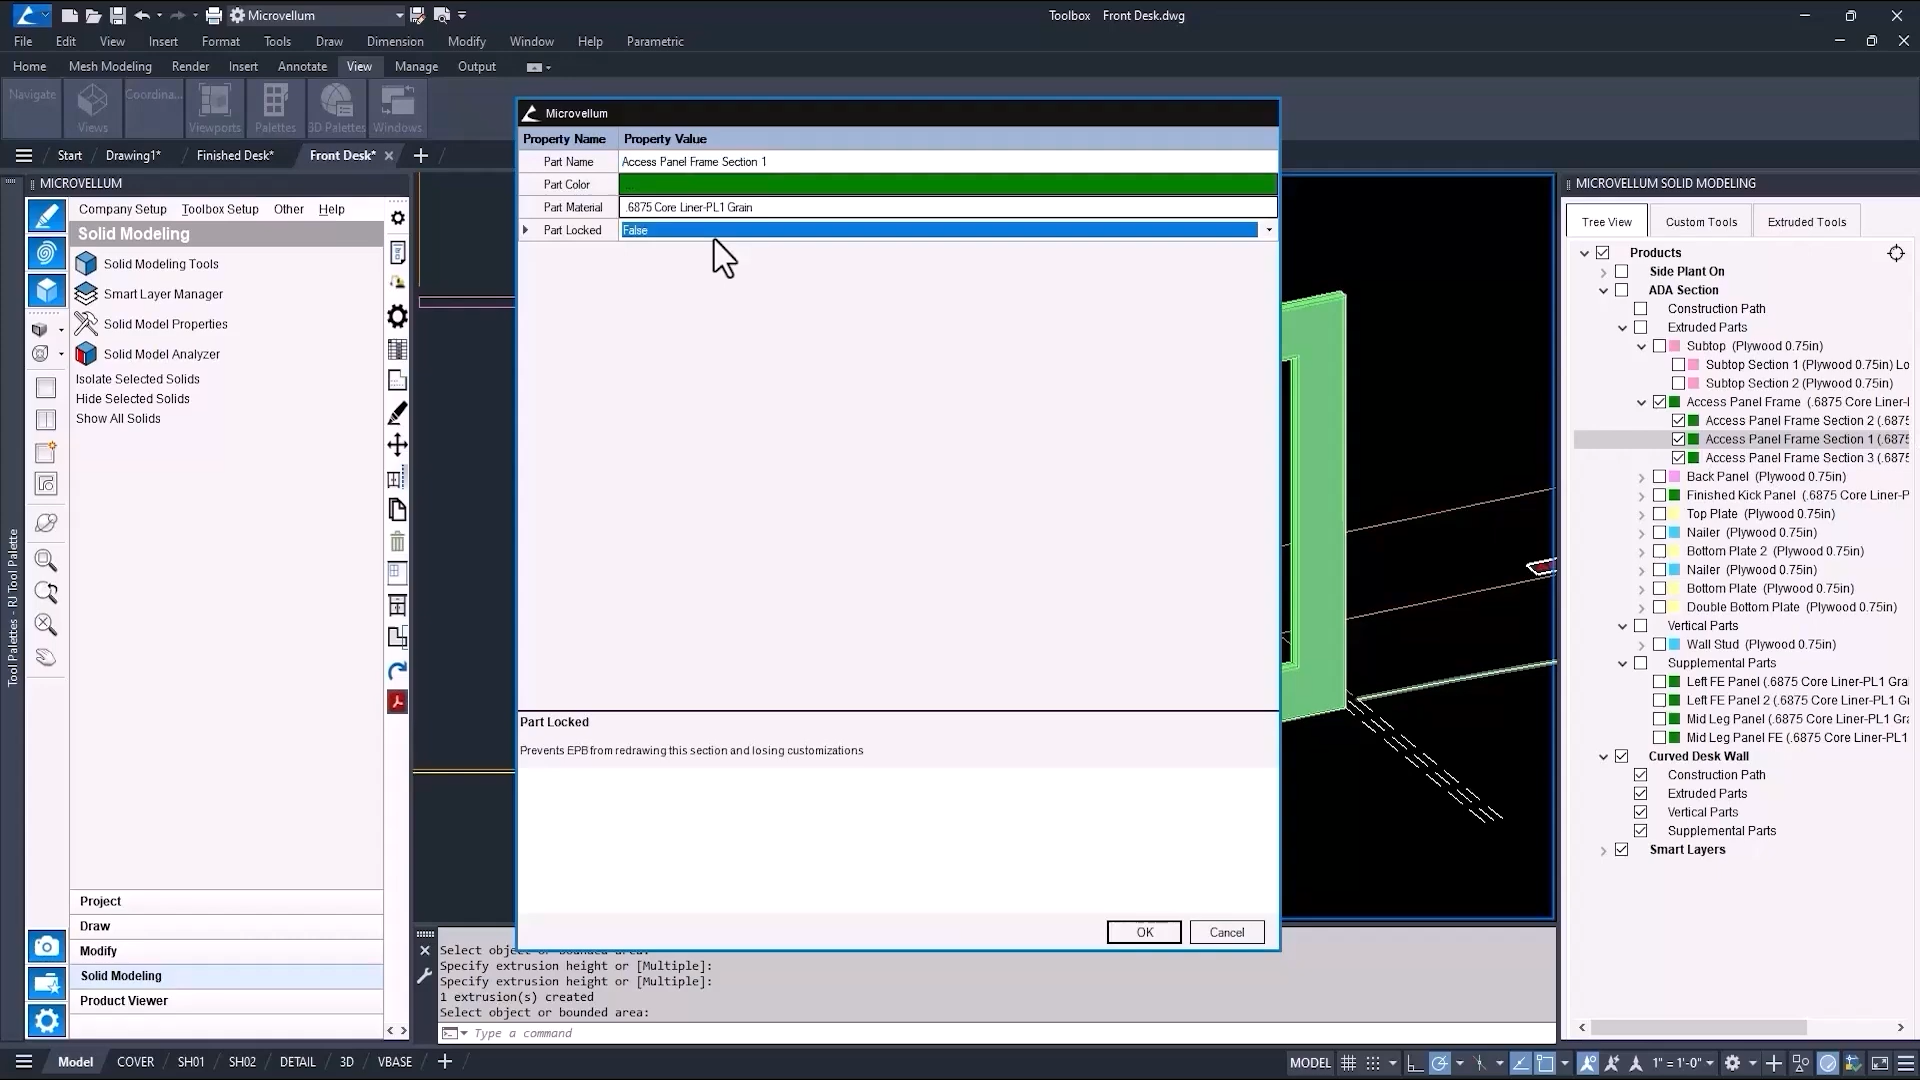 Microvellum
Toolbox Front Desk.dwg
File Edit View Insert Format Tools Draw Dimension Modify Window Help Parametric
Home Mesh Modeling Render Insert Annotate View Manage Output
Navigate Views Coordina... Viewports Palettes 3D Palettes Windows
Start Drawing1* Finished Desk* Front Desk*
MICROVELLUM
Company Setup Toolbox Setup Other Help
Solid Modeling
Solid Modeling Tools
Smart Layer Manager
Solid Model Properties
Solid Model Analyzer
Isolate Selected Solids
Hide Selected Solids
Show All Solids
Tool Palettes - RJ Tool Palette
Project
Draw
Modify
Solid Modeling
Product Viewer
Microvellum
Property Name Property Value
Part Name Access Panel Frame Section 1
Part Color
Part Material .6875 Core Liner-PL1 Grain
Part Locked False
Part Locked
Prevents EPB from redrawing this section and losing customizations
OK Cancel
Select object or bounded area:
Specify extrusion height or [Multiple]:
Specify extrusion height or [Multiple]:
1 extrusion(s) created
Select object or bounded area:
Type a command
MICROVELLUM SOLID MODELING
Tree View Custom Tools Extruded Tools
Products
Side Plant On
ADA Section
Construction Path
Extruded Parts
Subtop (Plywood 0.75in)
Subtop Section 1 (Plywood 0.75in) Lo
Subtop Section 2 (Plywood 0.75in)
Access Panel Frame (.6875 Core Liner-
Access Panel Frame Section 2 (.6875
Access Panel Frame Section 1 (.6875
Access Panel Frame Section 3 (.6875
Back Panel (Plywood 0.75in)
Finished Kick Panel (.6875 Core Liner-P
Top Plate (Plywood 0.75in)
Nailer (Plywood 0.75in)
Bottom Plate 2 (Plywood 0.75in)
Nailer (Plywood 0.75in)
Bottom Plate (Plywood 0.75in)
Double Bottom Plate (Plywood 0.75in)
Vertical Parts
Wall Stud (Plywood 0.75in)
Supplemental Parts
Left FE Panel (.6875 Core Liner-PL1 Gra
Left FE Panel 2 (.6875 Core Liner-PL1 G
Mid Leg Panel (.6875 Core Liner-PL1 Gra
Mid Leg Panel FE (.6875 Core Liner-PL1
Curved Desk Wall
Construction Path
Extruded Parts
Vertical Parts
Supplemental Parts
Smart Layers
Model COVER SH01 SH02 DETAIL 3D VBASE
MODEL 1" = 1'-0"